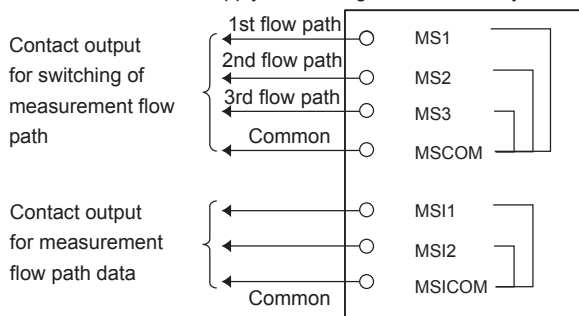 1st flow path
MS1
Contact output
for switching of
measurement flow
path
2nd flow path
MS2
3rd flow path
MS3
Common
MSCOM
Contact output
for measurement
flow path data
MSI1
MSI2
MSICOM
Common